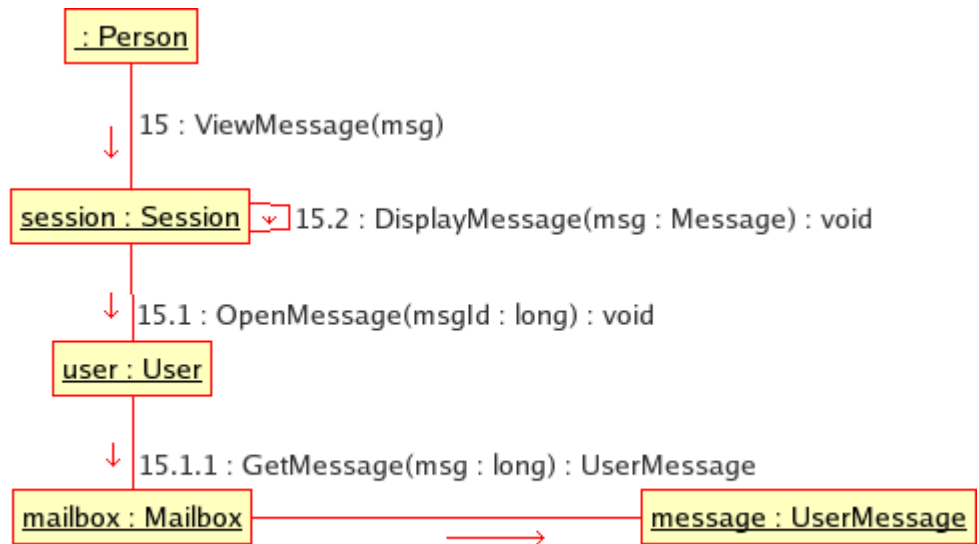 : Person
15 : ViewMessage(msg)
session : Session
15.2 : DisplayMessage(msg : Message) : void
15.1 : OpenMessage(msgId : long) : void
user : User
15.1.1 : GetMessage(msg : long) : UserMessage
mailbox : Mailbox
message : UserMessage